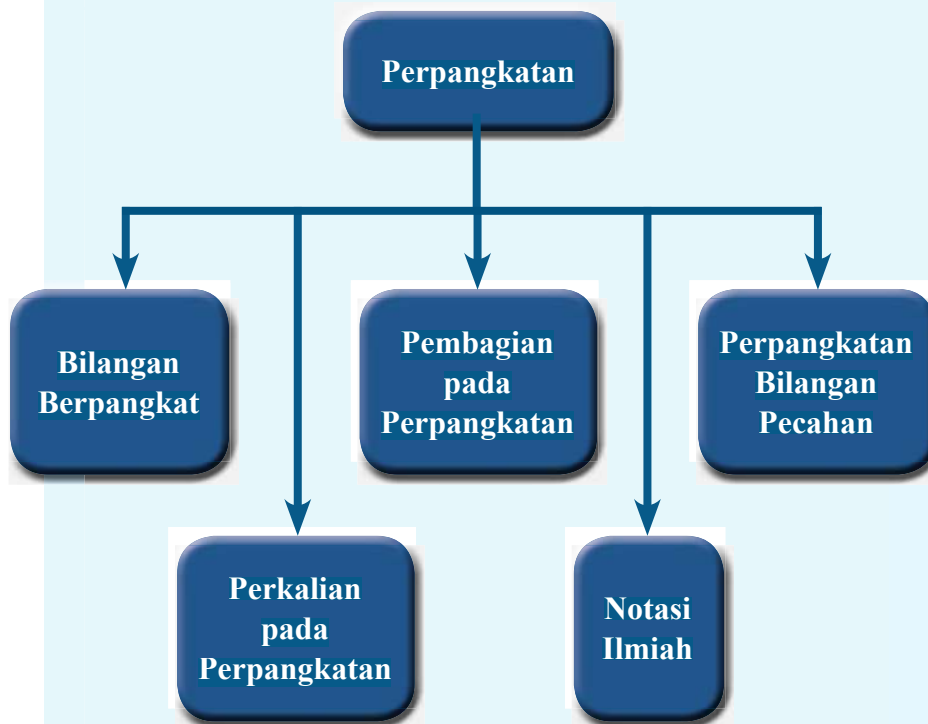 Perpangkatan
Bilangan
Berpangkat
Pembagian
pada
Perpangkatan
Perpangkatan
Bilangan
Pecahan
Perkalian
pada
Perpangkatan
Notasi
Ilmiah